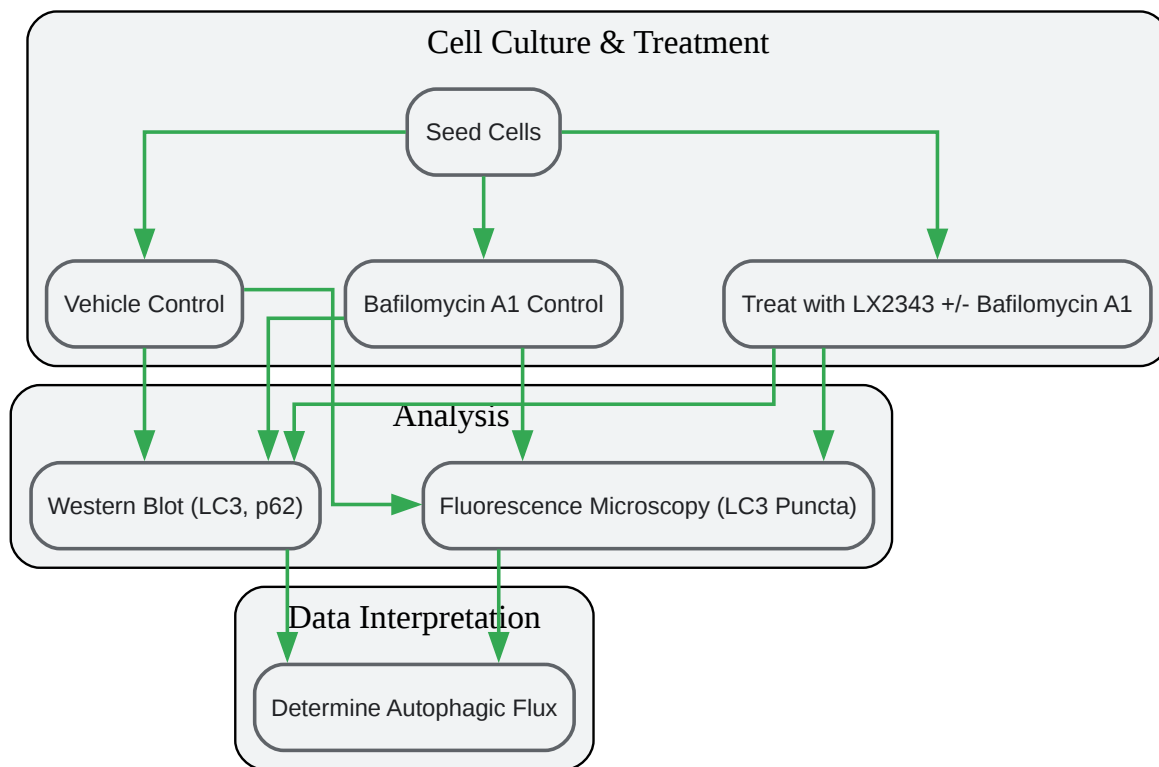 Cell Culture & Treatment
Seed Cells
Vehicle Control
Bafilomycin A1 Control
Treat with LX2343 +/- Bafilomycin A1
Analysis
Western Blot (LC3, p62)
Fluorescence Microscopy (LC3 Puncta)
Data Interpretation
Determine Autophagic Flux